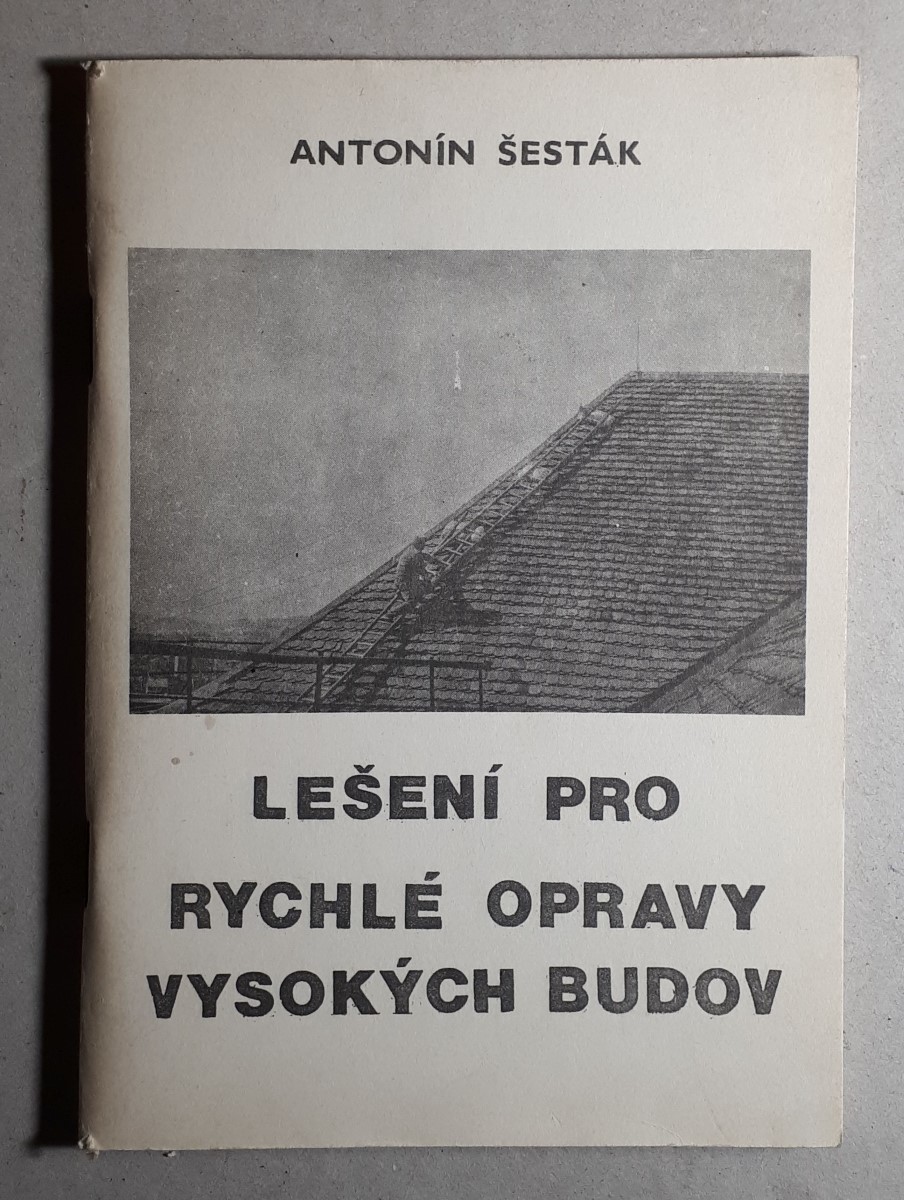 ANTONÍN ŠESTÁK
LEŠENÍ PRO
RYCHLÉ OPRAVY
VYSOKÝCH BUDOV